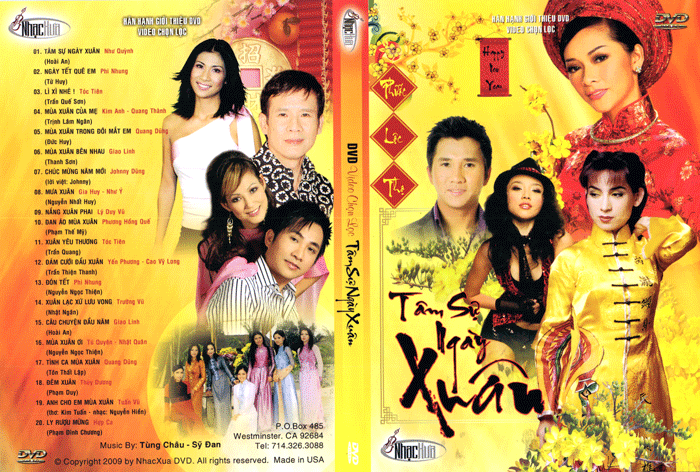 NhạcXưa
HÂN HẠNH GIỚI THIỆU DVD
VIDEO CHỌN LỌC
01. TÂM SỰ NGÀY XUÂN Như Quỳnh
(Hoài An)
02. NGÀY TẾT QUÊ EM Phi Nhung
(Từ Huy)
03. LÌ XÌ NHÉ ! Tóc Tiên
(Trần Quế Sơn)
04. MÙA XUÂN CỦA MẸ Kim Anh - Quang Thành
(Trịnh Lâm Ngân)
05. MÙA XUÂN TRONG ĐÔI MẮT EM Quang Dũng
(Đức Huy)
06. MÙA XUÂN BÊN NHAU Giao Linh
(Thanh Sơn)
07. CHÚC MỪNG NĂM MỚI Johnny Dũng
(lời việt: Johnny)
08. MƯA XUÂN Gia Huy - Như Ý
(Nguyễn Nhất Huy)
09. NẮNG XUÂN PHAI Lý Duy Vũ
10. ĐAN ÁO MÙA XUÂN Phương Hồng Quế
(Phạm Thế Mỹ)
11. XUÂN YÊU THƯƠNG Tóc Tiên
(Trần Quang)
12. ĐÁM CƯỚI ĐẦU XUÂN Yến Phương - Cao Vỹ Long
(Trần Thiện Thanh)
13. ĐÓN TẾT Phi Nhung
(Nguyễn Ngọc Thiện)
14. XUÂN LẠC XỨ LƯU VONG Trường Vũ
(Nhật Ngân)
15. CÂU CHUYỆN ĐẦU NĂM Giao Linh
(Hoài An)
16. MÙA XUÂN ƠI Tú Quyên - Nhật Quân
(Nguyễn Ngọc Thiện)
17. TÌNH CA MÙA XUÂN Quang Dũng
(Tôn Thất Lập)
18. ĐÊM XUÂN Thùy Dương
(Phạm Duy)
19. ANH CHO EM MÙA XUÂN Tuấn Vũ
(thơ: Kim Tuấn - nhạc: Nguyễn Hiền)
20. LY RƯỢU MỪNG Hợp Ca
(Phạm Đình Chương)
招
P.O.Box 485
Westminster, CA 92684
Tel: 714.326.3088
Music By: Tùng Châu - Sỹ Đan
DVD
© Copyright 2009 by NhacXua DVD. All rights reserved. Made in USA
DVD Video Chọn Lọc Tâm Sự Ngày Xuân
NhạcXưa
HÂN HẠNH GIỚI THIỆU DVD
VIDEO CHỌN LỌC
DVD
Happy
New
Year
Phước
Lộc
Thọ
Tâm Sự
Ngày
Xuân
NhạcXưa